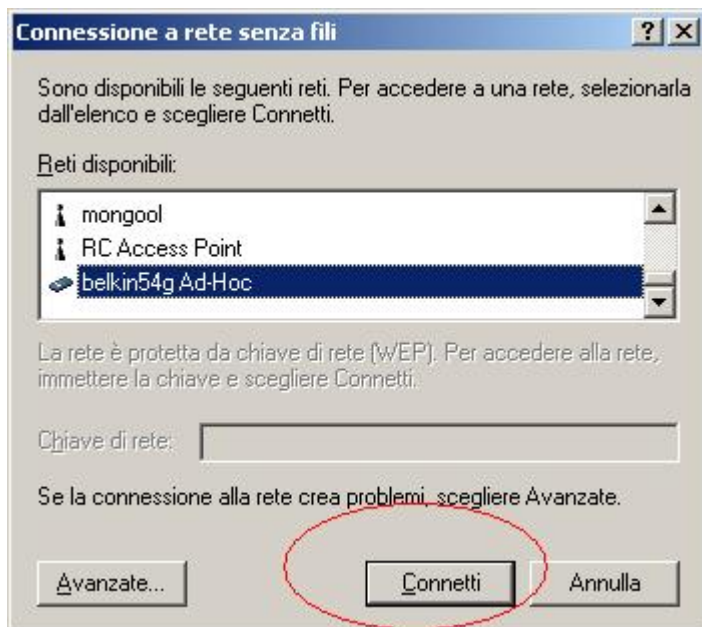 Connessione a rete senza fili
Sono disponibili le seguenti reti. Per accedere a una rete, selezionarla
dall'elenco e scegliere Connetti.
Reti disponibili:
mongool
RC Access Point
belkin54g Ad-Hoc
La rete è protetta da chiave di rete (WEP). Per accedere alla rete,
immettere la chiave e scegliere Connetti.
Chiave di rete:
Se la connessione alla rete crea problemi, scegliere Avanzate.
Avanzate... Connetti Annulla